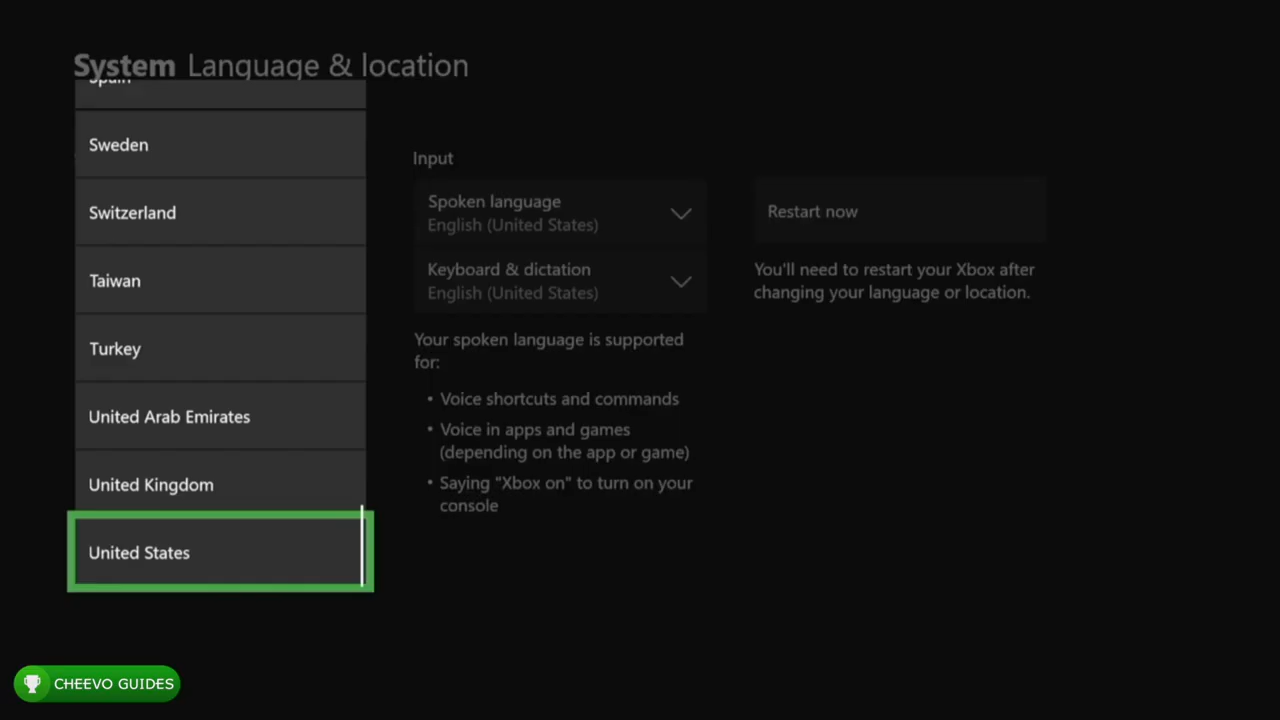 System Language & location
Spain
Sweden
Switzerland
Taiwan
Turkey
United Arab Emirates
United Kingdom
United States
Input
Spoken language
English (United States)
Keyboard & dictation
English (United States)
Your spoken language is supported
for:
• Voice shortcuts and commands
• Voice in apps and games
(depending on the app or game)
• Saying "Xbox on" to turn on your
console
Restart now
You'll need to restart your Xbox after
changing your language or location.
CHEEVO GUIDES